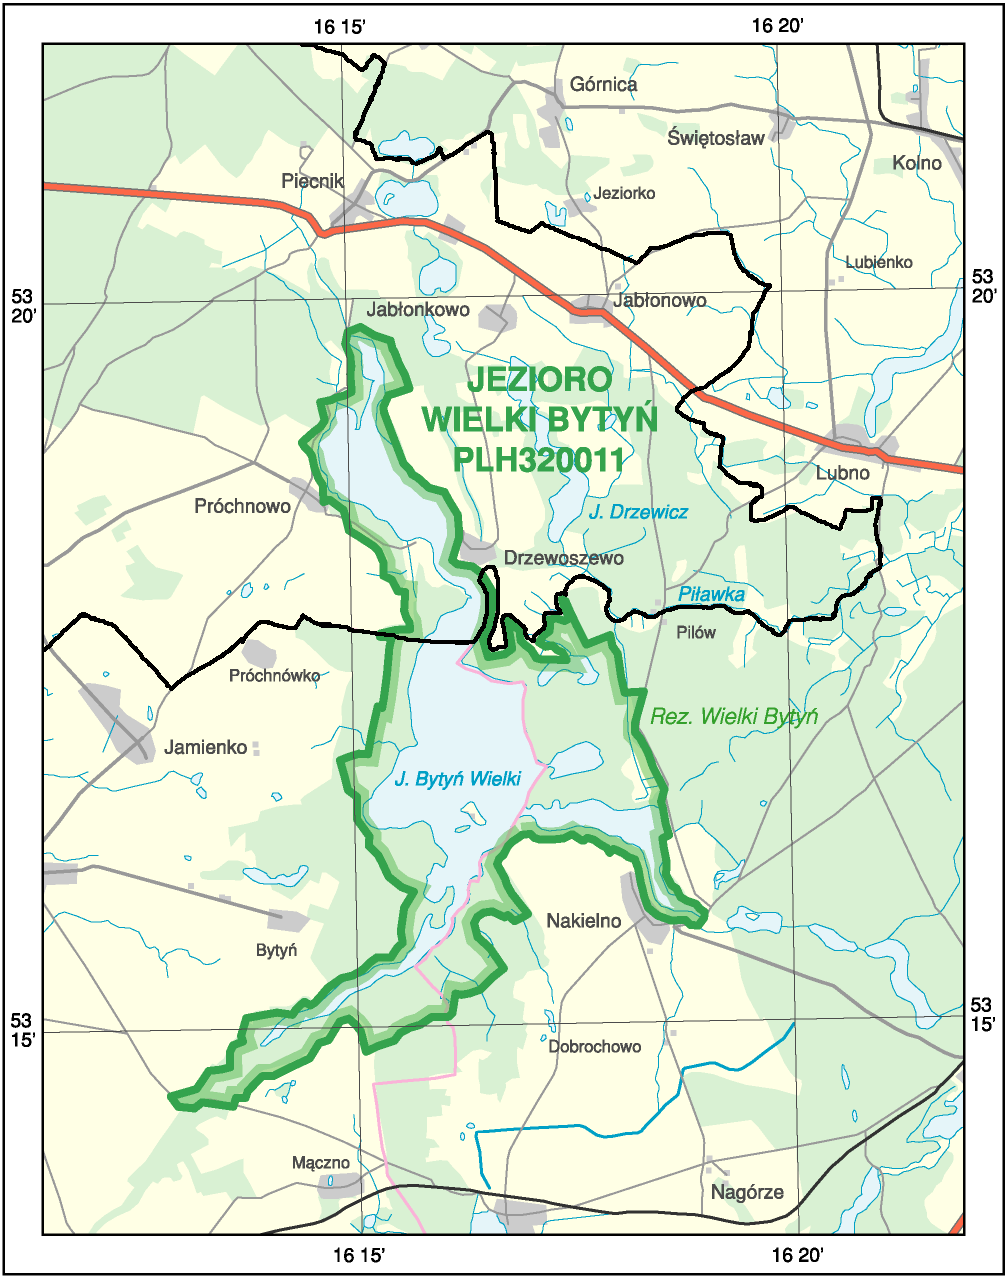 16 15'
16 20'
Górnica
Świętosław
Kolno
Piecnik
Jeziorko
Lubienko
53
20'
53
20'
Jabłonkowo
Jabłonowo
JEZIORO
WIELKI BYTYŃ
PLH320011
Lubno
Próchnowo
J. Drzewicz
Drzewoszewo
Piławka
Pilów
Próchnówko
Rez. Wielki Bytyń
Jamienko
J. Bytyń Wielki
Nakielno
Bytyń
53
15'
53
15'
Dobrochowo
Mączno
Nagórze
16 15'
16 20'